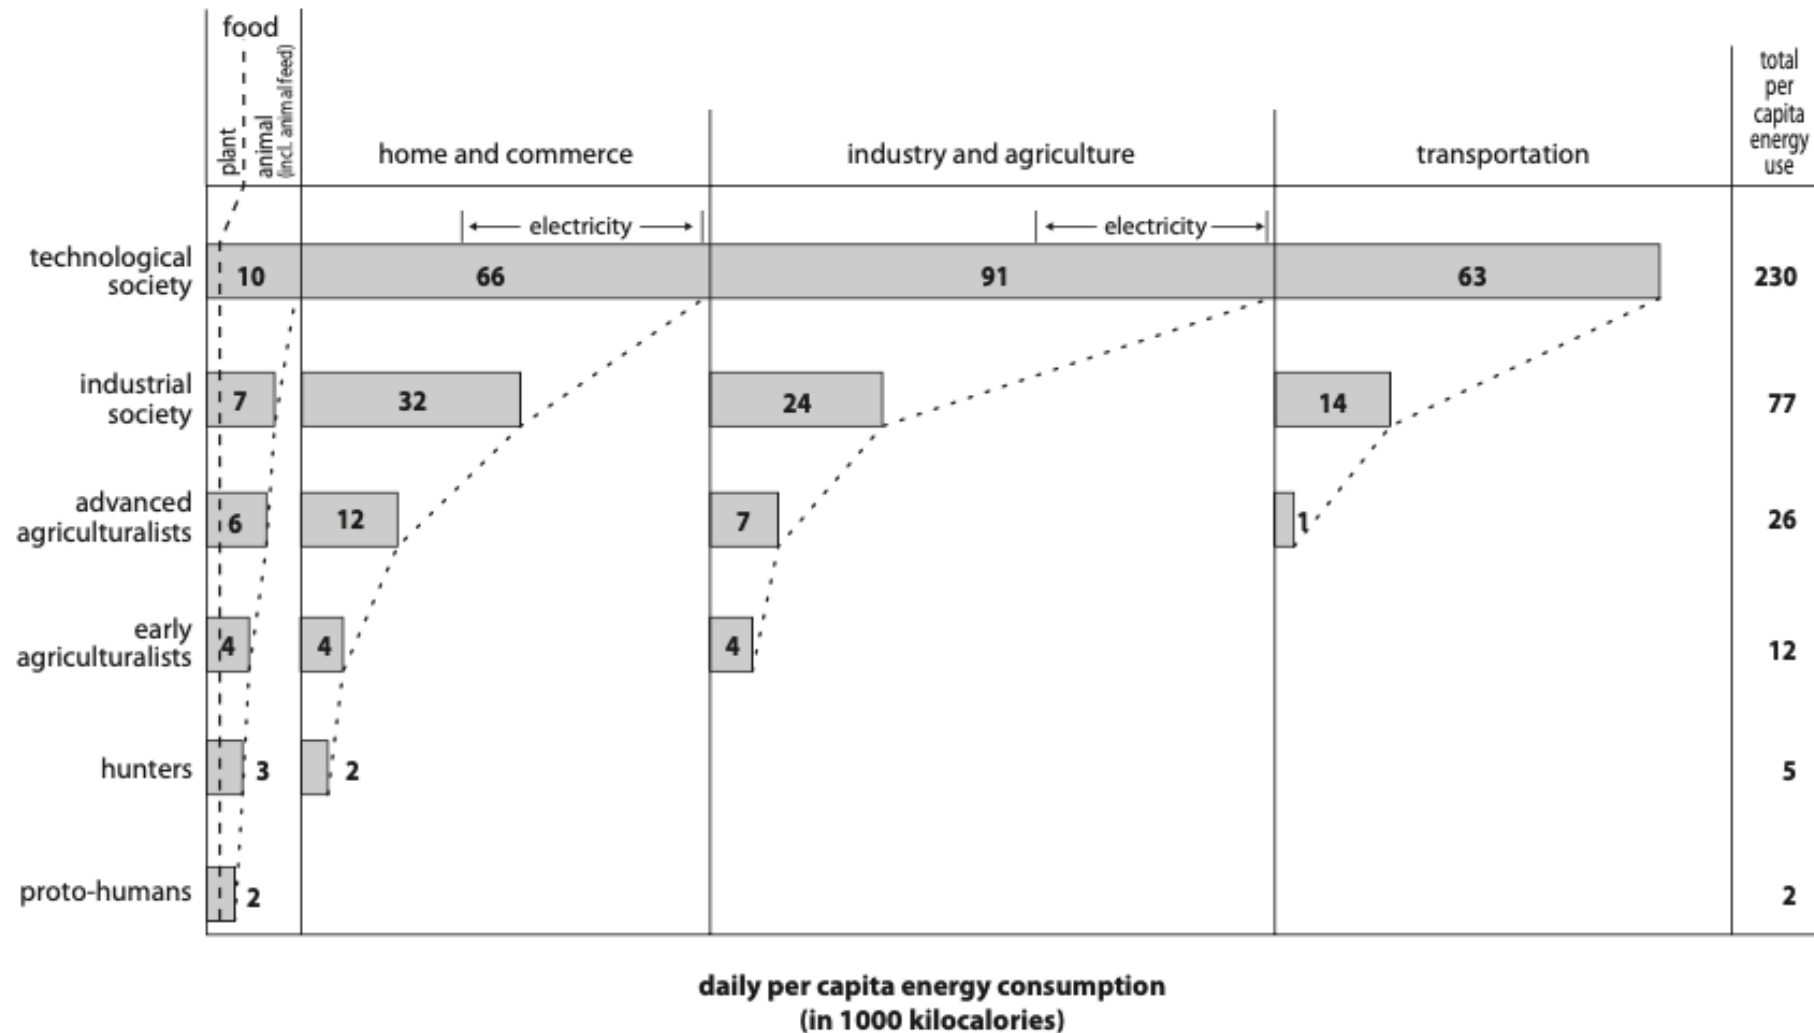 food
plant
animal
(incl. animal feed)
home and commerce
industry and agriculture
transportation
total
per
capita
energy
use
electricity
electricity
technological
society
10
66
91
63
230
industrial
society
7
32
24
14
77
advanced
agriculturalists
6
12
7
1
26
early
agriculturalists
4
4
4
12
hunters
3
2
5
proto-humans
2
2
daily per capita energy consumption
(in 1000 kilocalories)